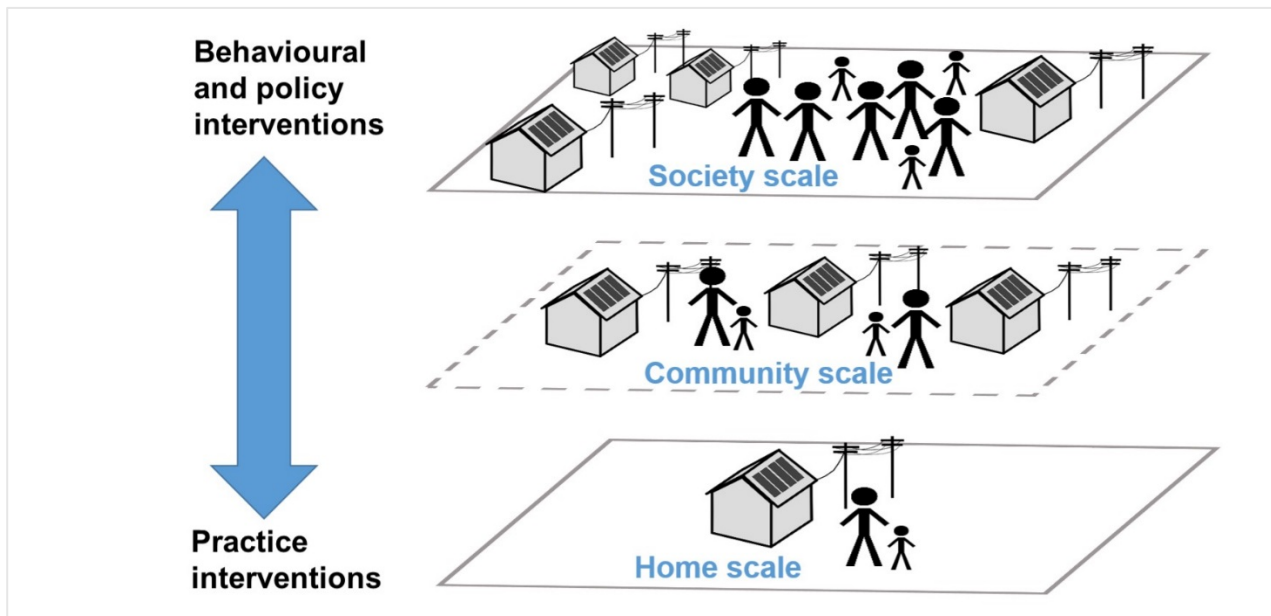 Behavioural
and policy
interventions
Society scale
Community scale
Practice
interventions
Home scale